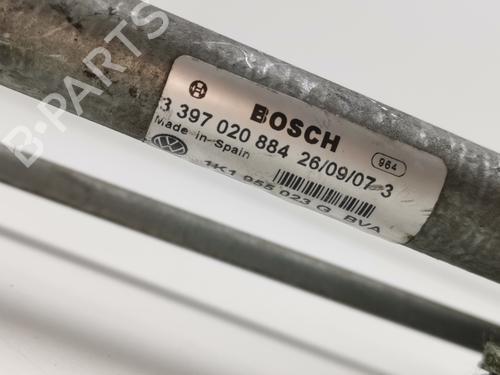 BOSCH
3 397 020 884 26/09/07-3
Made in Spain
964
1K1 955 023 G BVA
B-PARTS